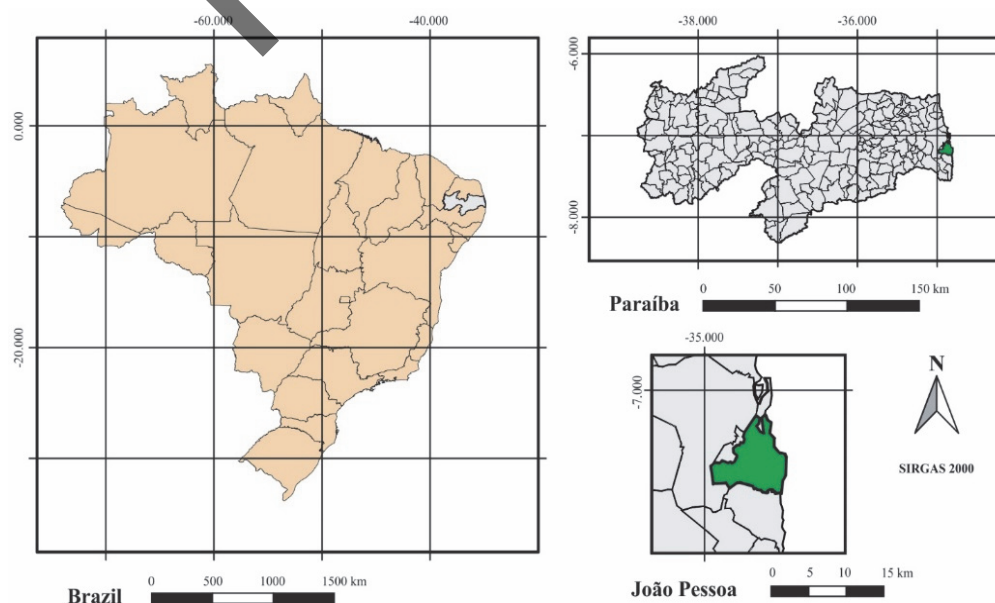 -60.000
-40.000
0.000
-20.000
0 500 1000 1500 km
Brazil
-38.000
-36.000
-6.000
-8.000
0 50 100 150 km
Paraíba
-35.000
-7.000
N
SIRGAS 2000
0 5 10 15 km
João Pessoa